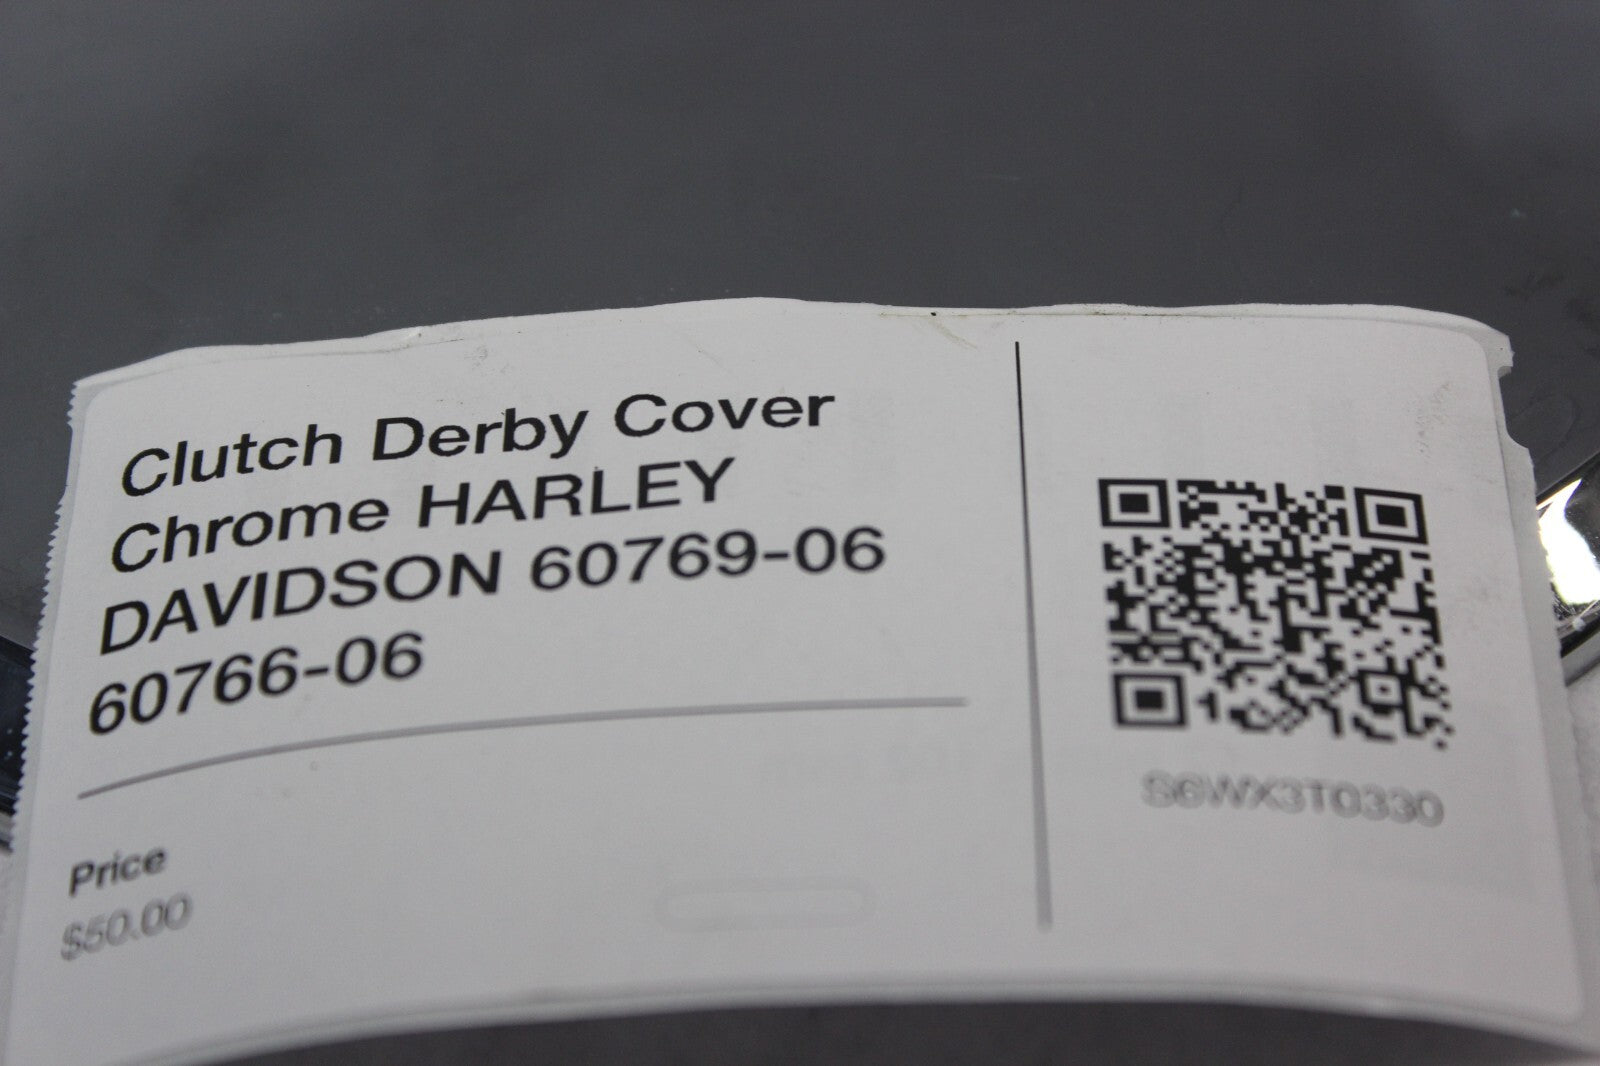 Clutch Derby Cover
Chrome HARLEY
DAVIDSON 60769-06
60766-06
Price
$50.00
S6WX3T0330